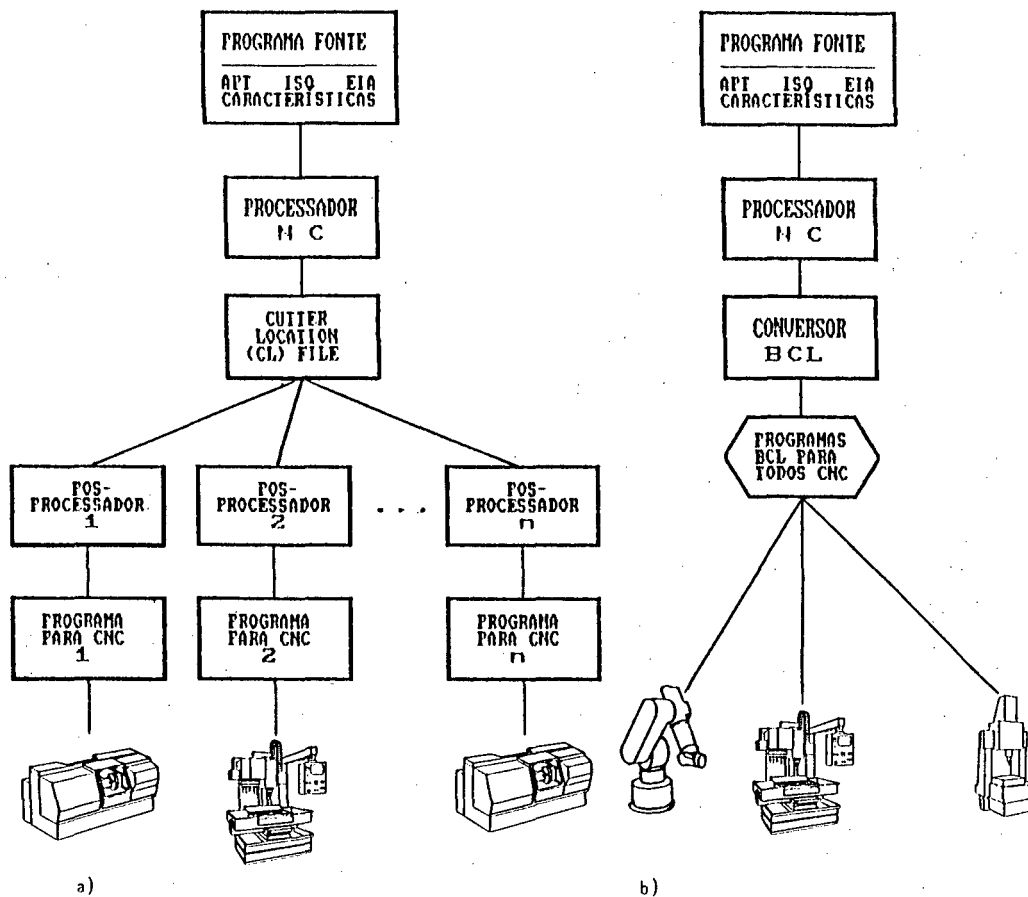 PROGRAMA FONTE
APT ISO EIA
CARACTERÍSTICAS
PROCESSADOR
N C
CUTTER
LOCATION
(CL) FILE
POS-
PROCESSADOR
1
POS-
PROCESSADOR
2
. . .
POS-
PROCESSADOR
n
PROGRAMA
PARA CNC
1
PROGRAMA
PARA CNC
2
PROGRAMA
PARA CNC
n
a)
PROGRAMA FONTE
APT ISO EIA
CARACTERÍSTICAS
PROCESSADOR
N C
CONVERSOR
BCL
PROGRAMAS
BCL PARA
TODOS CNC
b)